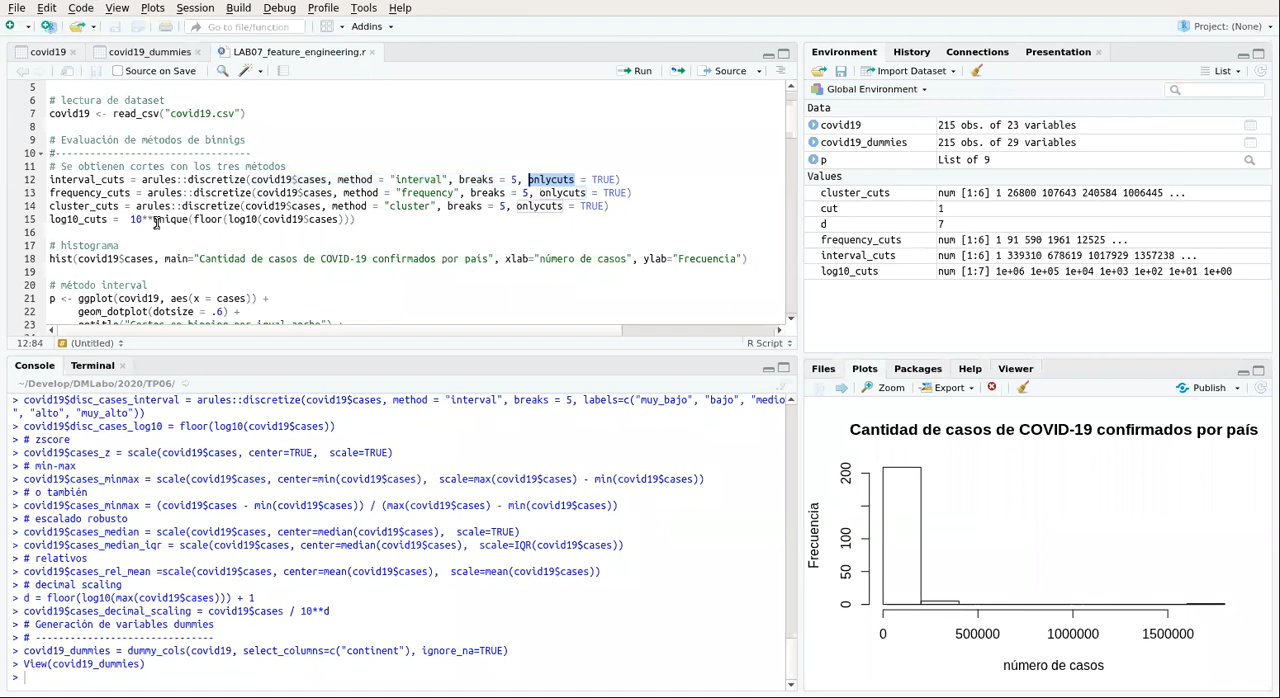 File Edit Code View Plots Session Build Debug Profile Tools Help
Go to file/function Addins Project: (None)
covid19 covid19_dummies LAB07_feature_engineering.r
Source on Save Run Source
5
6 # lectura de dataset
7 covid19 <- read_csv("covid19.csv")
8
9 # Evaluación de métodos de binnigs
10 #---------------------------------
11 # Se obtienen cortes con los tres métodos
12 interval_cuts = arules::discretize(covid19$cases, method = "interval", breaks = 5, onlycuts = TRUE)
13 frequency_cuts = arules::discretize(covid19$cases, method = "frequency", breaks = 5, onlycuts = TRUE)
14 cluster_cuts = arules::discretize(covid19$cases, method = "cluster", breaks = 5, onlycuts = TRUE)
15 log10_cuts =  10**unique(floor(log10(covid19$cases)))
16
17 # histograma
18 hist(covid19$cases, main="Cantidad de casos de COVID-19 confirmados por país", xlab="número de casos", ylab="Frecuencia")
19
20 # método interval
21 p <- ggplot(covid19, aes(x = cases)) +
22     geom_dotplot(dotsize = .6) +
23     ggtitle("Cortes en binning por igual ancho") +
12:84 (Untitled) R Script
Console Terminal
~/Develop/DMLabo/2020/TP06/
> covid19$disc_cases_interval = arules::discretize(covid19$cases, method = "interval", breaks = 5, labels=c("muy_bajo", "bajo", "medio
", "alto", "muy_alto"))
> covid19$disc_cases_log10 = floor(log10(covid19$cases))
> # zscore
> covid19$cases_z = scale(covid19$cases, center=TRUE,  scale=TRUE)
> # min-max
> covid19$cases_minmax = scale(covid19$cases, center=min(covid19$cases),  scale=max(covid19$cases) - min(covid19$cases))
> # o también
> covid19$cases_minmax = (covid19$cases - min(covid19$cases)) / (max(covid19$cases) - min(covid19$cases))
> # escalado robusto
> covid19$cases_median = scale(covid19$cases, center=median(covid19$cases),  scale=TRUE)
> covid19$cases_median_iqr = scale(covid19$cases, center=median(covid19$cases),  scale=IQR(covid19$cases))
> # relativos
> covid19$cases_rel_mean =scale(covid19$cases, center=mean(covid19$cases),  scale=mean(covid19$cases))
> # decimal scaling
> d = floor(log10(max(covid19$cases))) + 1
> covid19$cases_decimal_scaling = covid19$cases / 10**d
> # Generación de variables dummies
> # -------------------------------
> covid19_dummies = dummy_cols(covid19, select_columns=c("continent"), ignore_na=TRUE)
> View(covid19_dummies)
>
Environment History Connections Presentation
Import Dataset List
Global Environment
Data
covid19 215 obs. of 23 variables
covid19_dummies 215 obs. of 29 variables
p List of 9
Values
cluster_cuts num [1:6] 1 26800 107643 240584 1006445 ...
cut 1
d 7
frequency_cuts num [1:6] 1 91 590 1961 12525 ...
interval_cuts num [1:6] 1 339310 678619 1017929 1357238 ...
log10_cuts num [1:7] 1e+06 1e+05 1e+04 1e+03 1e+02 1e+01 1e+00
Files Plots Packages Help Viewer
Zoom Export Publish
Cantidad de casos de COVID-19 confirmados por país
Frecuencia
200
100
50
0
0 500000 1000000 1500000
número de casos